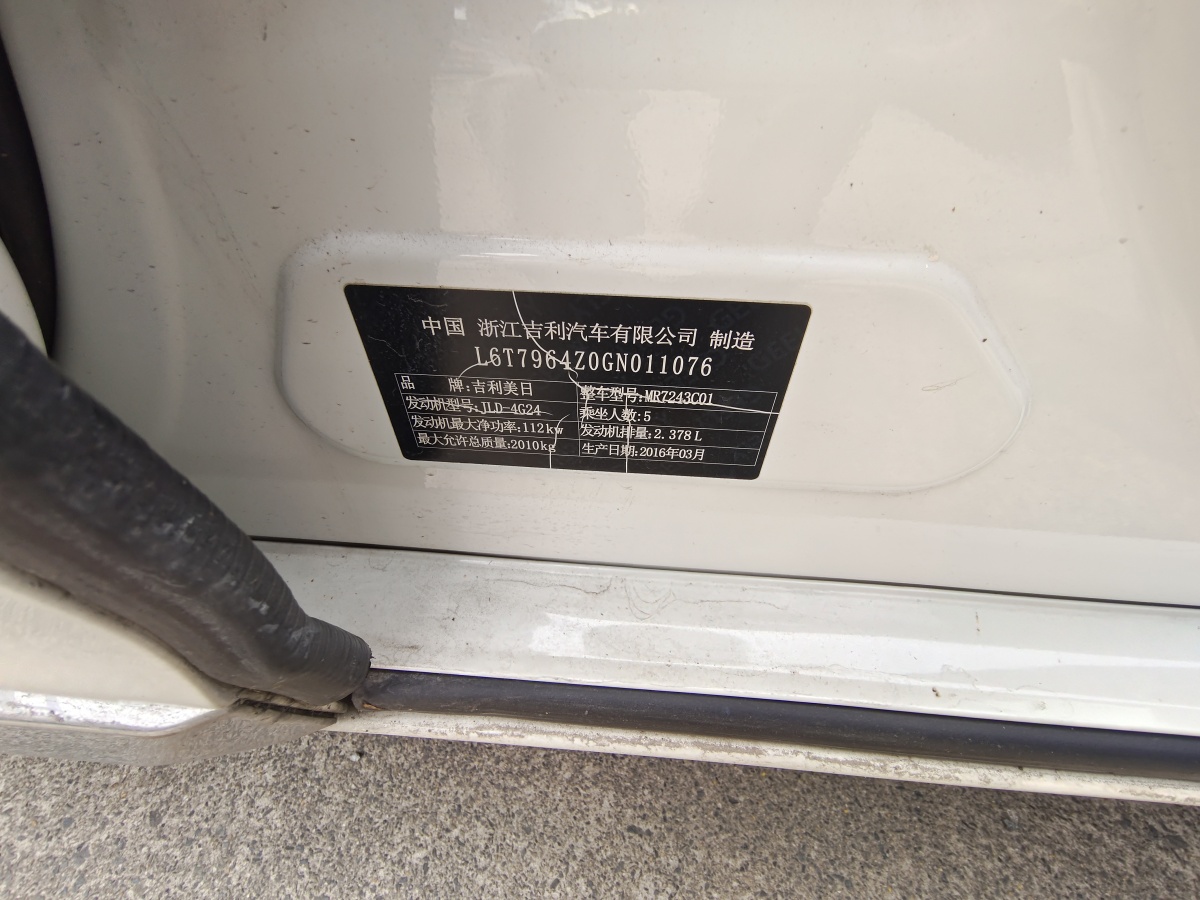 中国 浙江吉利汽车有限公司 制造
L6T7964Z0GN011076
品 牌:吉利美日 整车型号:MR7243C01
发动机型号:JLD-4G24 乘坐人数:5
发动机最大净功率:112kw 发动机排量:2.378L
最大允许总质量:2010kg 生产日期:2016年03月